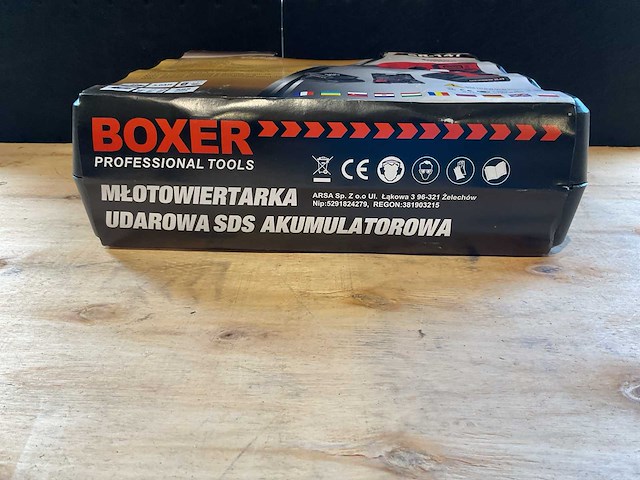 BOXER
PROFESSIONAL TOOLS
CE
MŁOTOWIERTARKA
ARSA Sp. Z o.o Ul. Łąkowa 3 96-321 Żelechów
Nip:5291824279, REGON:381903215
UDAROWA SDS AKUMULATOROWA